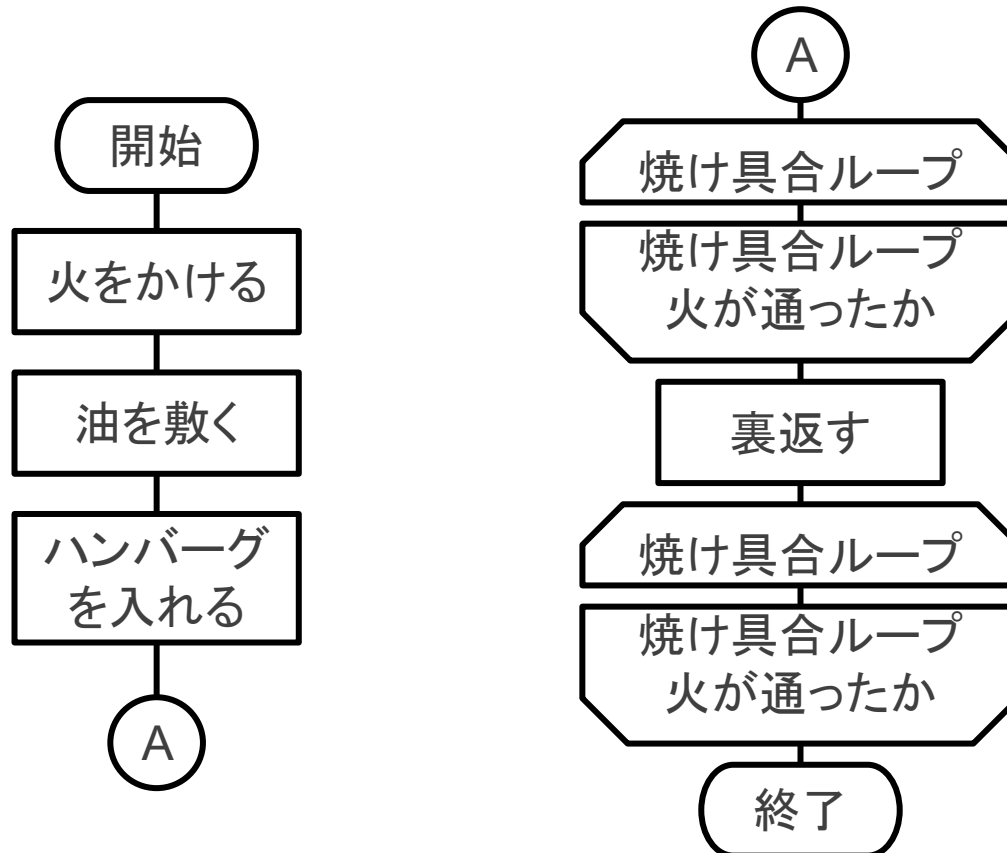 開始
火をかける
油を敷く
ハンバーグ
を入れる
A
A
焼け具合ループ
焼け具合ループ
火が通ったか
裏返す
焼け具合ループ
焼け具合ループ
火が通ったか
終了